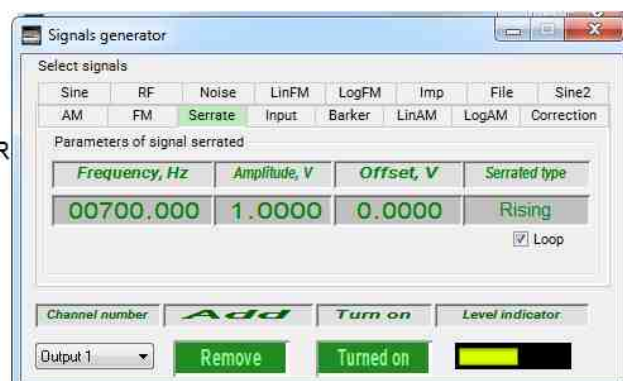 Signals generator
Select signals
Sine RF Noise LinFM LogFM Imp File Sine2
AM FM Serrate Input Barker LinAM LogAM Correction
R
Parameters of signal serrated
Frequency, Hz Amplitude, V Offset, V Serrated type
00700.000 1.0000 0.0000 Rising
Loop
Channel number Add Turn on Level indicator
Output 1 Remove Turned on